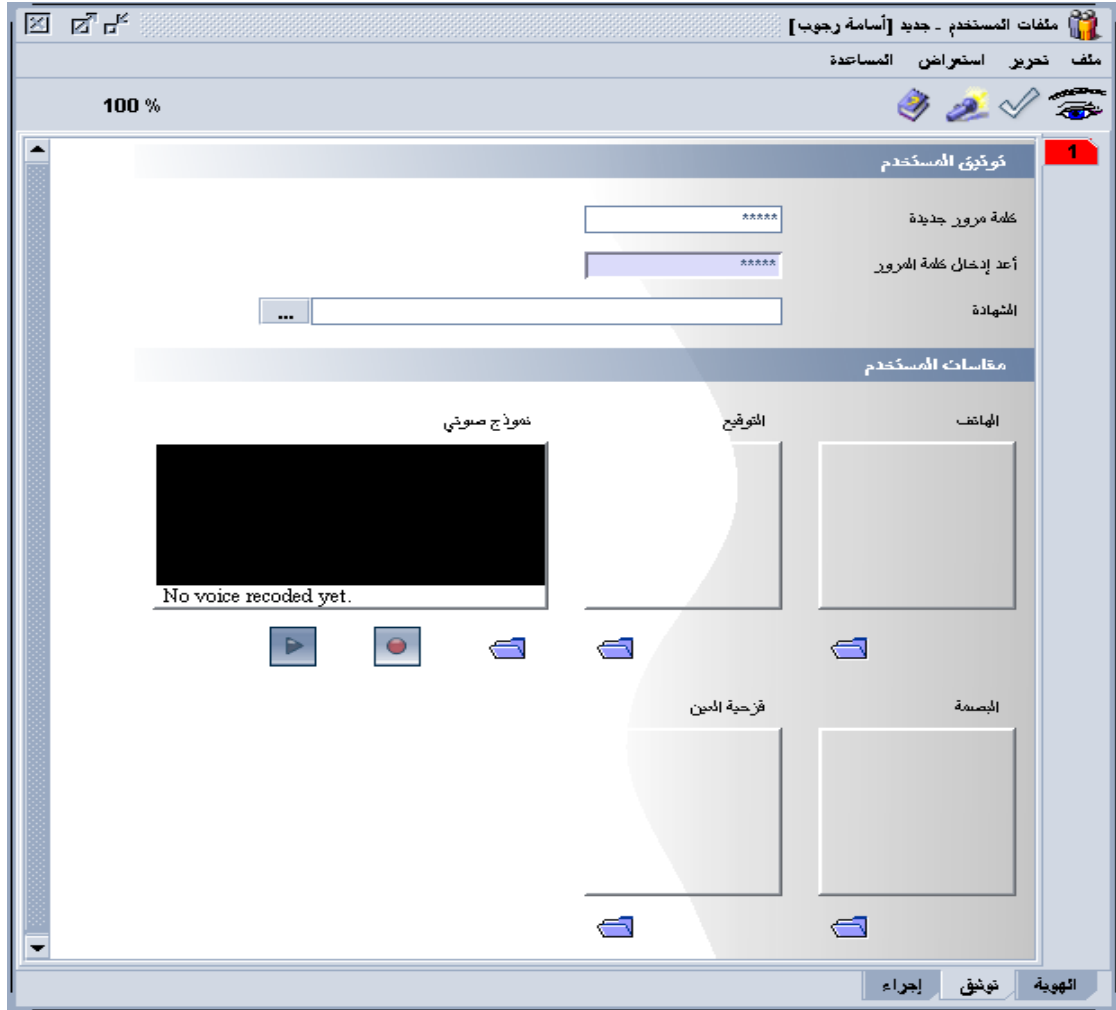 ملفات المستخدم - جديد [أسامة رجوب]
ملف تحرير استعراض المساعدة
100 %
1
توثيق المستخدم
كلمة مرور جديدة *****
أعد إدخال كلمة المرور *****
الشهادة ...
مقاسات المستخدم
الهاتف التوقيع نموذج صوتي
No voice recoded yet.
البصمة قزحية العين
الهوية توثيق إجراء